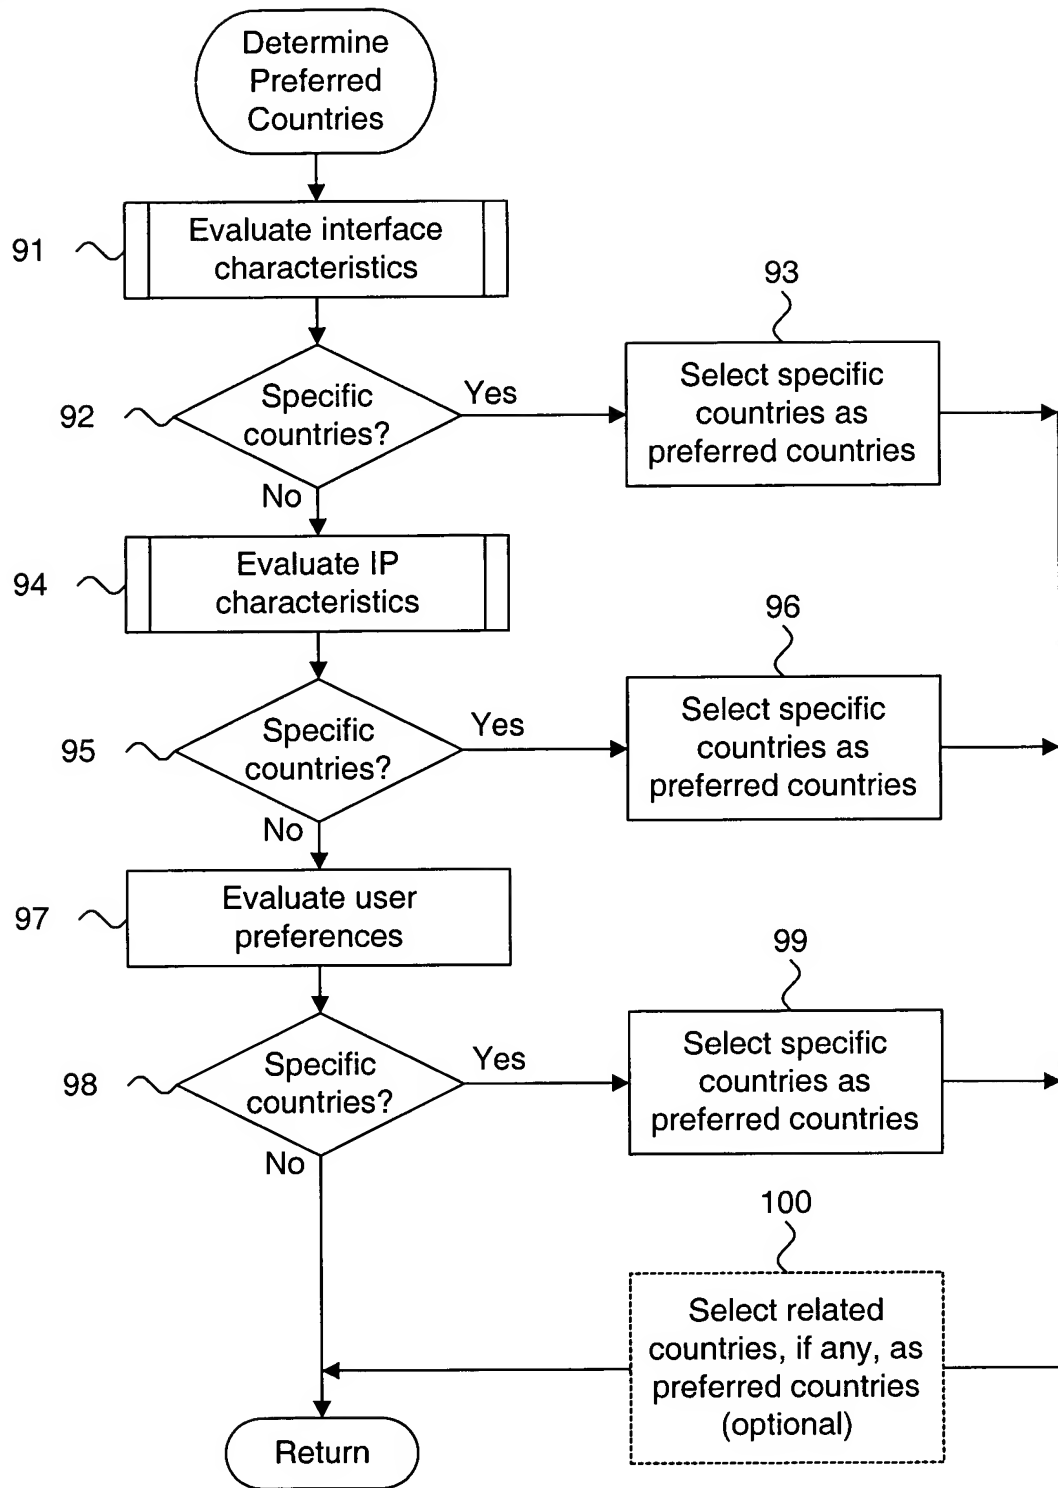 Determine
Preferred
Countries
91
Evaluate interface
characteristics
92
Specific
countries?
Yes
93
Select specific
countries as
preferred countries
No
94
Evaluate IP
characteristics
95
Specific
countries?
Yes
96
Select specific
countries as
preferred countries
No
97
Evaluate user
preferences
98
Specific
countries?
Yes
99
Select specific
countries as
preferred countries
No
100
Select related
countries, if any, as
preferred countries
(optional)
Return